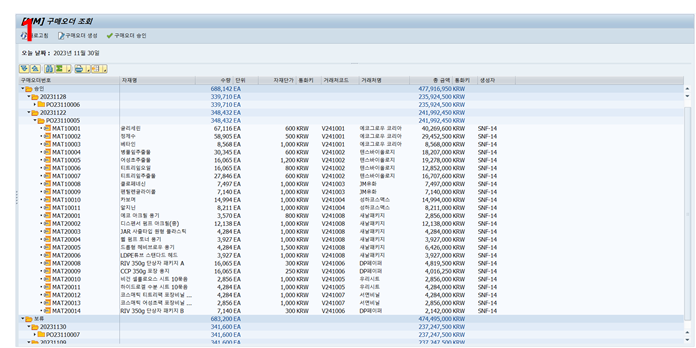 1
[MM] 구매오더 조회
새로고침 구매오더 생성 구매오더 승인
오늘 날짜 : 2023년 11월 30일
구매오더번호 자재명 수량 단위 자재단가 통화키 거래처코드 거래처명 총 금액 통화키 생성자
승인 688,142 EA 477,916,950 KRW
20231128 339,710 EA 235,924,500 KRW
PO23110006 339,710 EA 235,924,500 KRW
20231122 348,432 EA 241,992,450 KRW
PO23110005 348,432 EA 241,992,450 KRW
MAT10001 글리세린 67,116 EA 600 KRW V241001 에코그로우 코리아 40,269,600 KRW SNF-14
MAT10002 정제수 58,905 EA 500 KRW V241001 에코그로우 코리아 29,452,500 KRW SNF-14
MAT10003 베타인 8,568 EA 1,000 KRW V241001 에코그로우 코리아 8,568,000 KRW SNF-14
MAT10004 병풀잎추출물 30,345 EA 600 KRW V241002 텐스바이올로지 18,207,000 KRW SNF-14
MAT10005 어성초추출물 16,065 EA 1,200 KRW V241002 텐스바이올로지 19,278,000 KRW SNF-14
MAT10006 티트리잎오일 16,065 EA 800 KRW V241002 텐스바이올로지 12,852,000 KRW SNF-14
MAT10007 티트리잎추출물 27,846 EA 600 KRW V241002 텐스바이올로지 16,707,600 KRW SNF-14
MAT10008 클로페네신 7,497 EA 1,000 KRW V241003 JM유화 7,497,000 KRW SNF-14
MAT10009 펜틸렌글라이콜 7,140 EA 1,000 KRW V241003 JM유화 7,140,000 KRW SNF-14
MAT10010 카보머 14,994 EA 1,000 KRW V241004 성하코스엑스 14,994,000 KRW SNF-14
MAT10011 알지닌 8,211 EA 1,000 KRW V241004 성하코스엑스 8,211,000 KRW SNF-14
MAT20001 에코 아크릴 용기 3,570 EA 800 KRW V241008 새날패키지 2,856,000 KRW SNF-14
MAT20002 디스펜서 펌프 아크릴(중) 12,138 EA 1,000 KRW V241008 새날패키지 12,138,000 KRW SNF-14
MAT20003 JAR 사출타입 원형 플라스틱 4,284 EA 1,000 KRW V241008 새날패키지 4,284,000 KRW SNF-14
MAT20004 펌 펌프 토너 용기 3,927 EA 1,000 KRW V241008 새날패키지 3,927,000 KRW SNF-14
MAT20005 드롭형 헤비브로우 용기 4,284 EA 1,500 KRW V241008 새날패키지 6,426,000 KRW SNF-14
MAT20006 LDPE튜브 스탠다드 헤드 3,927 EA 1,000 KRW V241008 새날패키지 3,927,000 KRW SNF-14
MAT20008 RIV 350g 단상자 패키지 A 16,065 EA 300 KRW V241006 DP페이퍼 4,819,500 KRW SNF-14
MAT20009 CCP 350g 포장 용지 16,065 EA 250 KRW V241006 DP페이퍼 4,016,250 KRW SNF-14
MAT20010 비건 셀룰로오스 시트 10묶음 2,856 EA 1,000 KRW V241005 우리시트 2,856,000 KRW SNF-14
MAT20011 하이드로겔 수분 시트 10묶음 4,284 EA 1,000 KRW V241005 우리시트 4,284,000 KRW SNF-14
MAT20012 코스메틱 티트리팩 포장비닐 ... 4,284 EA 1,000 KRW V241007 서연비닐 4,284,000 KRW SNF-14
MAT20013 코스메틱 어성초팩 포장비닐 ... 2,856 EA 1,000 KRW V241007 서연비닐 2,856,000 KRW SNF-14
MAT20014 RIV 350g 단상자 패키지 B 7,140 EA 300 KRW V241006 DP페이퍼 2,142,000 KRW SNF-14
보류 683,200 EA 474,495,000 KRW
20231130 341,600 EA 237,247,500 KRW
PO23110007 341,600 EA 237,247,500 KRW
20231109 341,600 EA 237,247,500 KRW